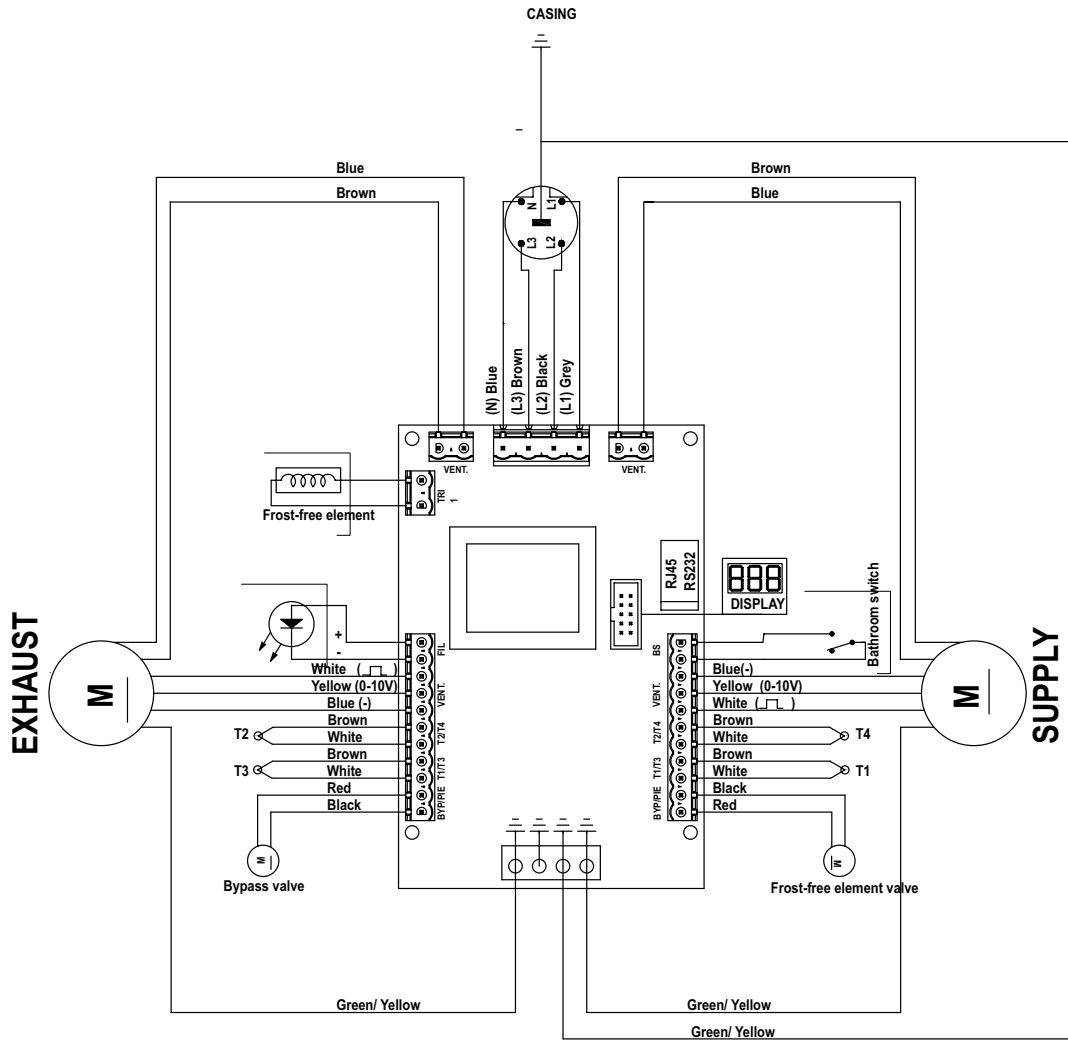 CASING
Blue
Brown
Brown
Blue
N
L1
L3
L2
(N) Blue
(L3) Brown
(L2) Black
(L1) Grey
VENT.
VENT.
TRI
1
Frost-free element
RJ45
RS232
888
DISPLAY
Bathroom switch
EXHAUST
M
+
-
FIL
White
Yellow (0-10V)
Blue (-)
VENT.
Brown
White
T2
T2/T4
Brown
White
T3
T1/T3
Red
Black
BYP/PIE
M
Bypass valve
BS
Blue(-)
Yellow (0-10V)
White
VENT.
Brown
White
T4
T2/T4
Brown
White
T1
T1/T3
Black
Red
BYP/PIE
M
Frost-free element valve
M
SUPPLY
Green/ Yellow
Green/ Yellow
Green/ Yellow